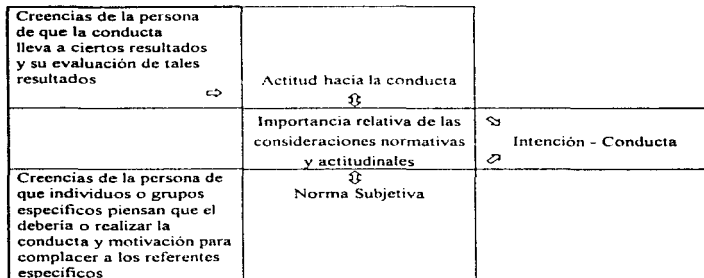 Creencias de la persona
de que la conducta
lleva a ciertos resultados
y su evaluación de tales
resultados
⇨
Actitud hacia la conducta
⇕
Importancia relativa de las
consideraciones normativas
y actitudinales
Intención - Conducta
Creencias de la persona de
que individuos o grupos
especificos piensan que el
debería o realizar la
conducta y motivación para
complacer a los referentes
especificos
⇕
Norma Subjetiva